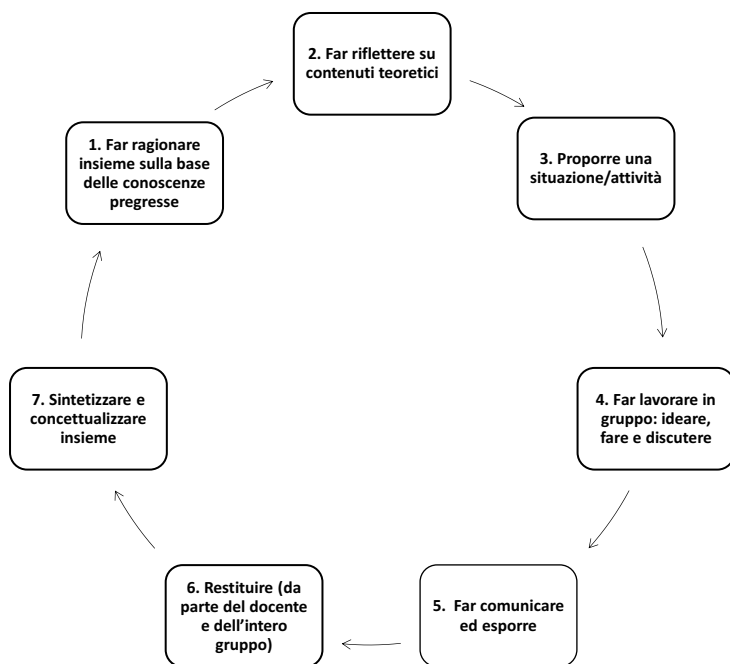 2. Far riflettere su
contenuti teoretici
1. Far ragionare
insieme sulla base
delle conoscenze
pregresse
3. Proporre una
situazione/attività
7. Sintetizzare e
concettualizzare
insieme
4. Far lavorare in
gruppo: ideare,
fare e discutere
6. Restituire (da
parte del docente
e dell'intero
gruppo)
5. Far comunicare
ed esporre